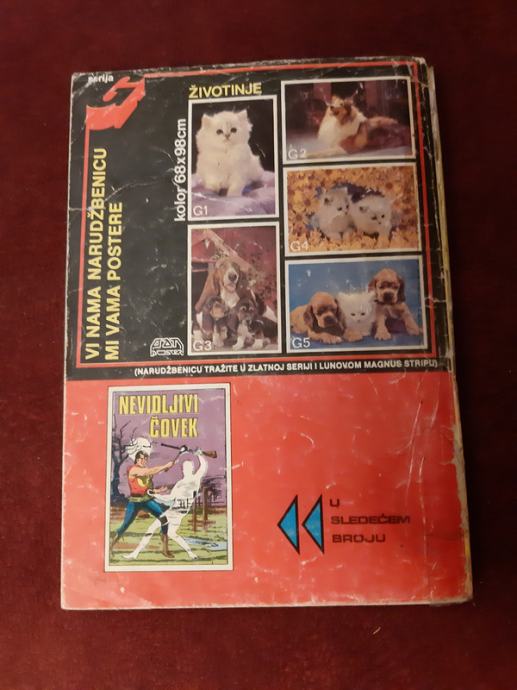 serija
ŽIVOTINJE
kolor 68x98cm
VI NAMA NARUDŽBENICU
MI VAMA POSTERE
G1
G2
G3
G4
G5
(NARUDŽBENICU TRAŽITE U ZLATNOJ SERIJI I LUNOVOM MAGNUS STRIPU)
NEVIDLJIVI
ČOVEK
U
SLEDEĆEM
BROJU